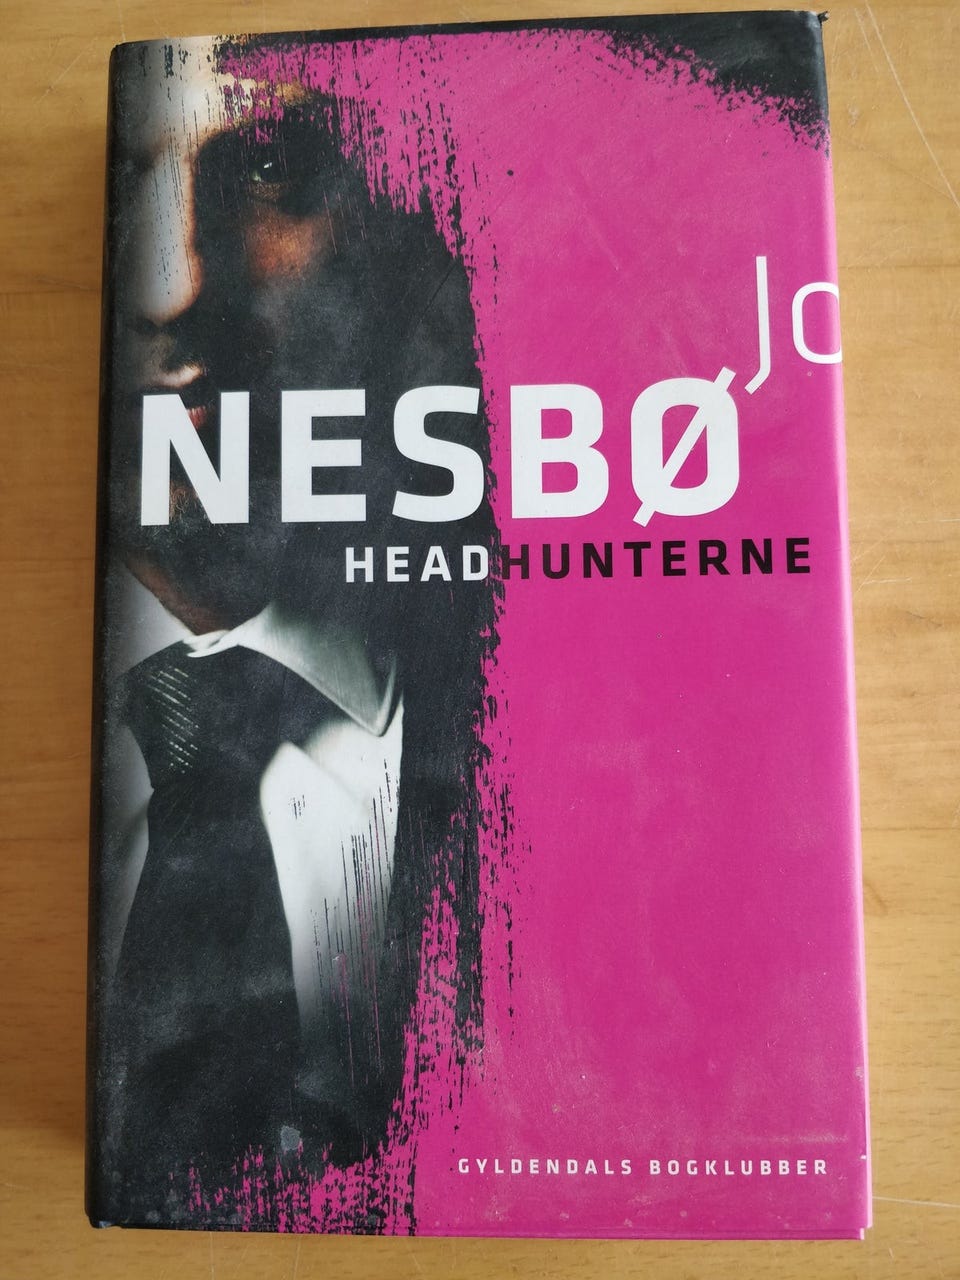 Jo
NESBØ
HEADHUNTERNE
GYLDENDALS BOGKLUBBER